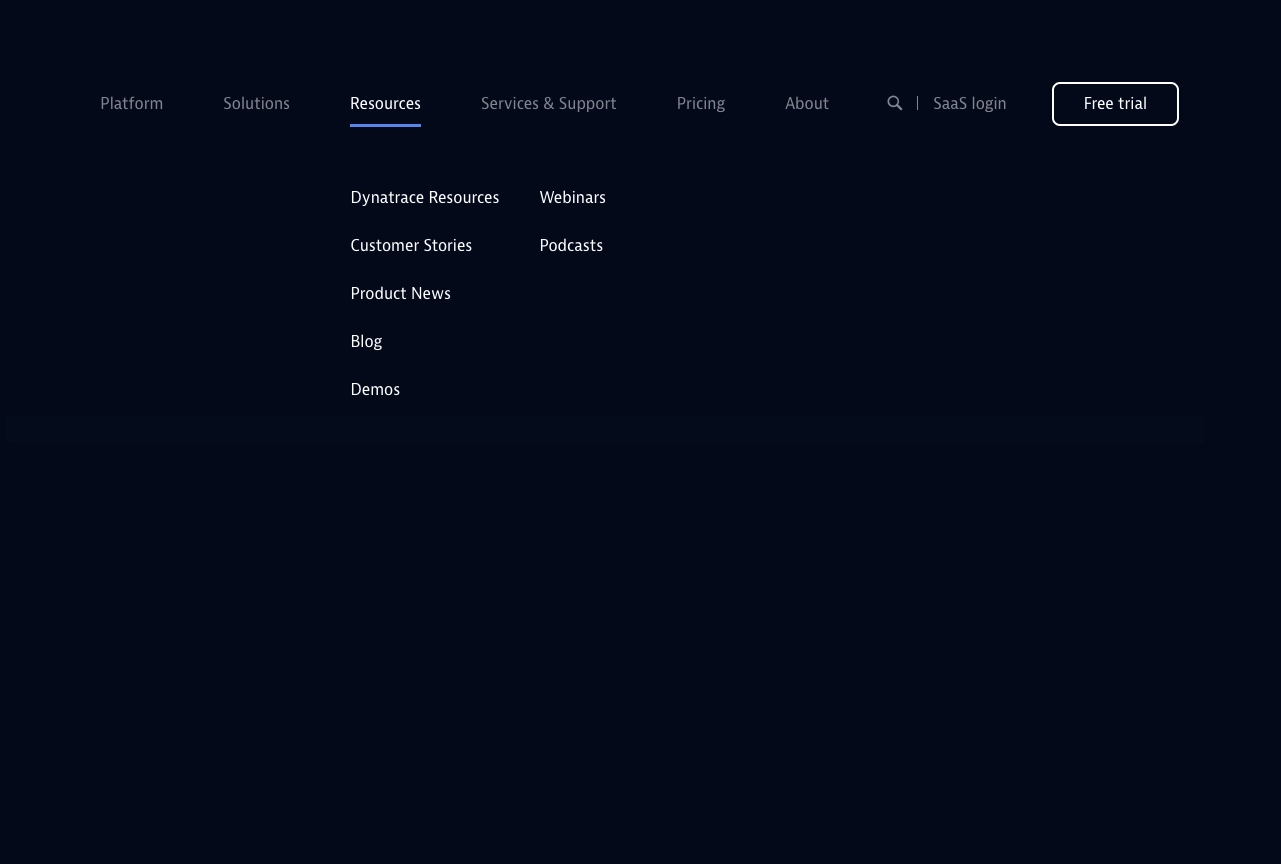 Platform Solutions Resources Services & Support Pricing About SaaS login Free trial
Dynatrace Resources
Customer Stories
Product News
Blog
Demos
Webinars
Podcasts